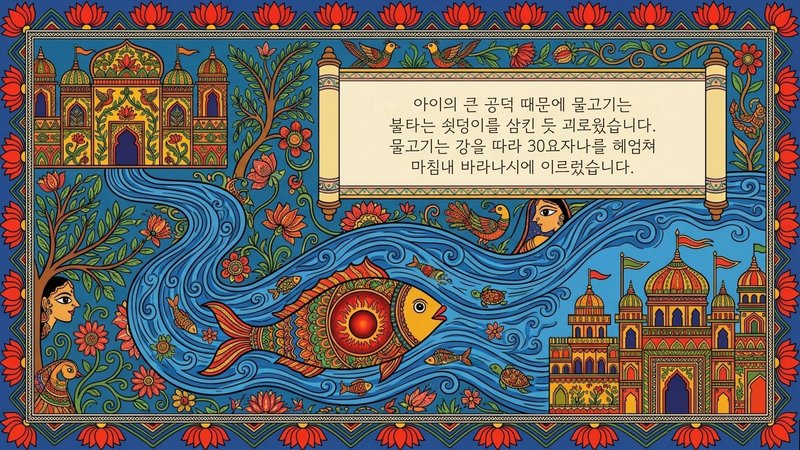 아이의 큰 공덕 때문에 물고기는
불타는 쇳덩이를 삼킨 듯 괴로웠습니다.
물고기는 강을 따라 30요자나를 헤엄쳐
마침내 바라나시에 이르렀습니다.